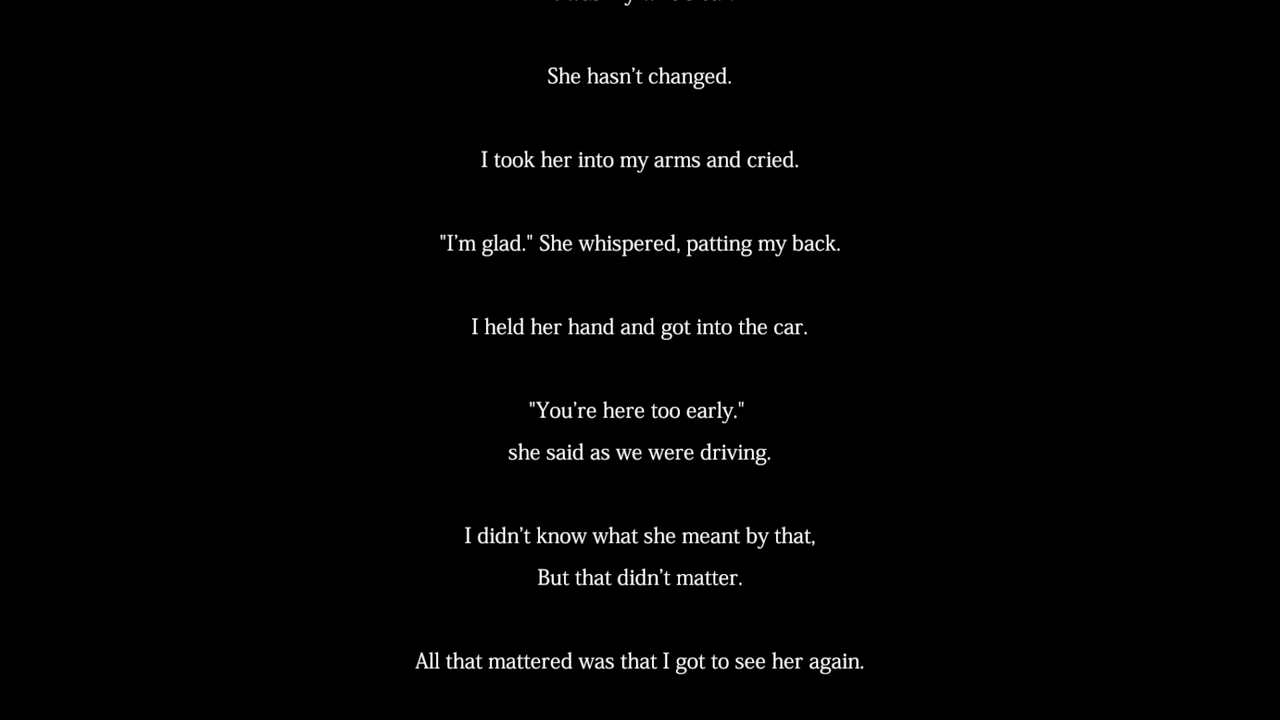 She hasn't changed.
I took her into my arms and cried.
"I'm glad." She whispered, patting my back.
I held her hand and got into the car.
"You're here too early."
she said as we were driving.
I didn't know what she meant by that,
But that didn't matter.
All that mattered was that I got to see her again.